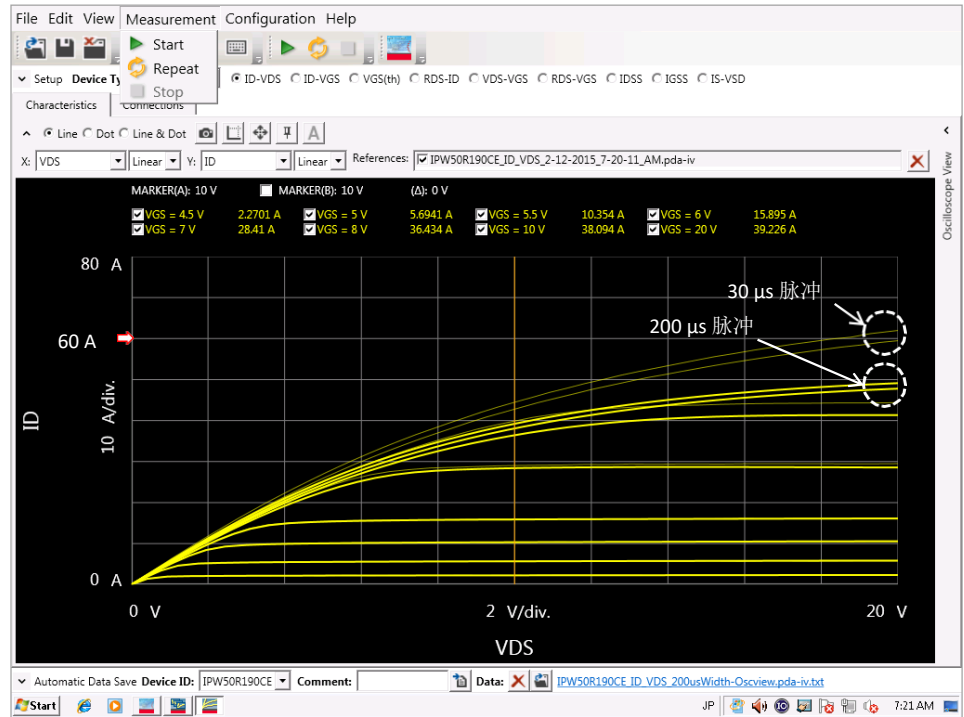 File Edit View Measurement Configuration Help
Start
Repeat
Stop
Setup Device Ty ID-VDS ID-VGS VGS(th) RDS-ID VDS-VGS RDS-VGS IDSS IGSS IS-VSD
Characteristics Connections
Line Dot Line & Dot A
X: VDS Linear Y: ID Linear References: IPW50R190CE_ID_VDS_2-12-2015_7-20-11_AM.pda-iv
Oscilloscope View
MARKER(A): 10 V MARKER(B): 10 V (Δ): 0 V
VGS = 4.5 V 2.2701 A VGS = 5 V 5.6941 A VGS = 5.5 V 10.354 A VGS = 6 V 15.895 A
VGS = 7 V 28.41 A VGS = 8 V 36.434 A VGS = 10 V 38.094 A VGS = 20 V 39.226 A
80 A
30 µs 脉冲
200 µs 脉冲
60 A
ID
10 A/div.
0 A
0 V 2 V/div. 20 V
VDS
Automatic Data Save Device ID: IPW50R190CE Comment: Data: IPW50R190CE_ID_VDS_200usWidth-Oscview.pda-iv.txt
Start JP 7:21 AM